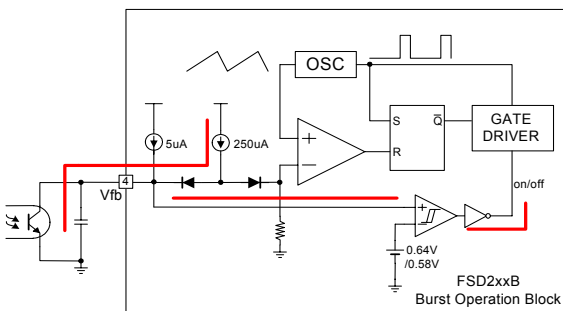 OSC
5uA
250uA
+
−
S
Q̄
R
GATE
DRIVER
4
Vfb
on/off
+
−
0.64V
/0.58V
FSD2xxB
Burst Operation Block